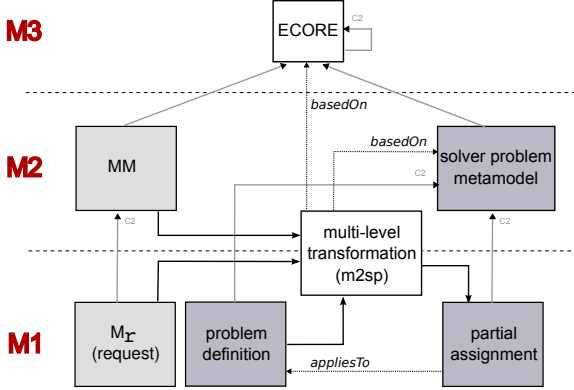 M3
ECORE
C2
basedOn
M2
MM
basedOn
solver problem
metamodel
C2
C2
C2
multi-level
transformation
(m2sp)
M1
Mr
(request)
problem
definition
partial
assignment
appliesTo